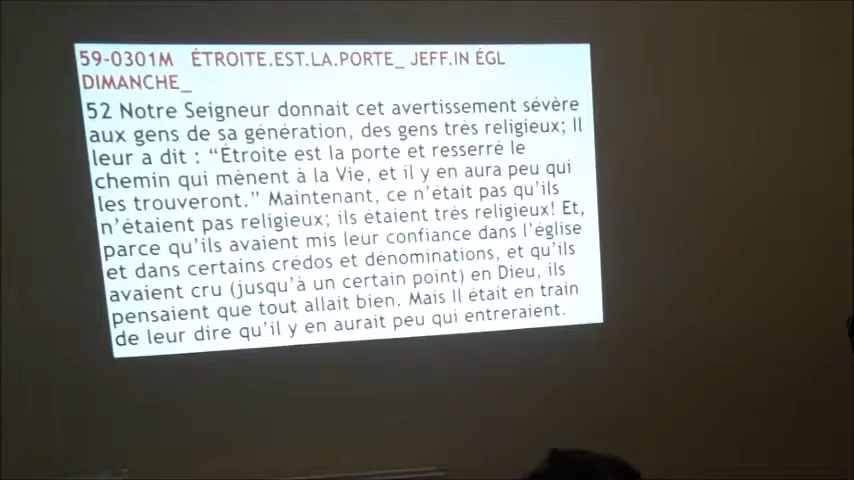 59-0301M ÉTROITE.EST.LA.PORTE_ JEFF.IN ÉGL
DIMANCHE_
52 Notre Seigneur donnait cet avertissement sévère
aux gens de sa génération, des gens très religieux; Il
leur a dit : “Étroite est la porte et resserré le
chemin qui mènent à la Vie, et il y en aura peu qui
les trouveront.” Maintenant, ce n’était pas qu’ils
n’étaient pas religieux; ils étaient très religieux! Et,
parce qu’ils avaient mis leur confiance dans l’église
et dans certains crédos et dénominations, et qu’ils
avaient cru (jusqu’à un certain point) en Dieu, ils
pensaient que tout allait bien. Mais Il était en train
de leur dire qu’il y en aurait peu qui entreraient.